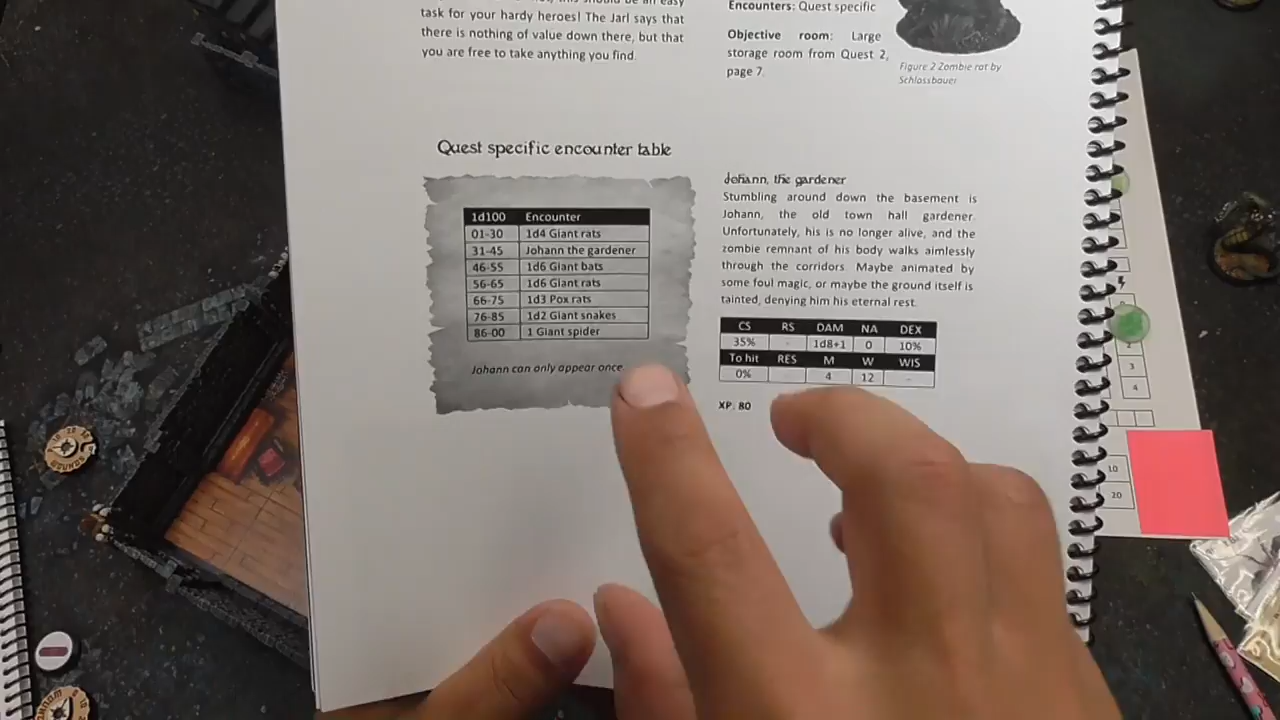 task for your hardy heroes! The Jarl says that
there is nothing of value down there, but that
you are free to take anything you find.
Encounters: Quest specific
Objective room: Large
storage room from Quest 2,
page 7.
Figure 2 Zombie rat by
Schlossbauer
Quest specific encounter table
1d100 Encounter
01-30 1d4 Giant rats
31-45 Johann the gardener
46-55 1d6 Giant bats
56-65 1d6 Giant rats
66-75 1d3 Pox rats
76-85 1d2 Giant snakes
86-00 1 Giant spider
Johann can only appear once
Johann, the gardener
Stumbling around down the basement is
Johann, the old town hall gardener.
Unfortunately, his is no longer alive, and the
zombie remnant of his body walks aimlessly
through the corridors. Maybe animated by
some foul magic, or maybe the ground itself is
tainted, denying him his eternal rest.
CS RS DAM NA DEX
35% - 1d8+1 0 10%
To hit RES M W WIS
0% 4 12 -
XP: 80
3
4
10
20